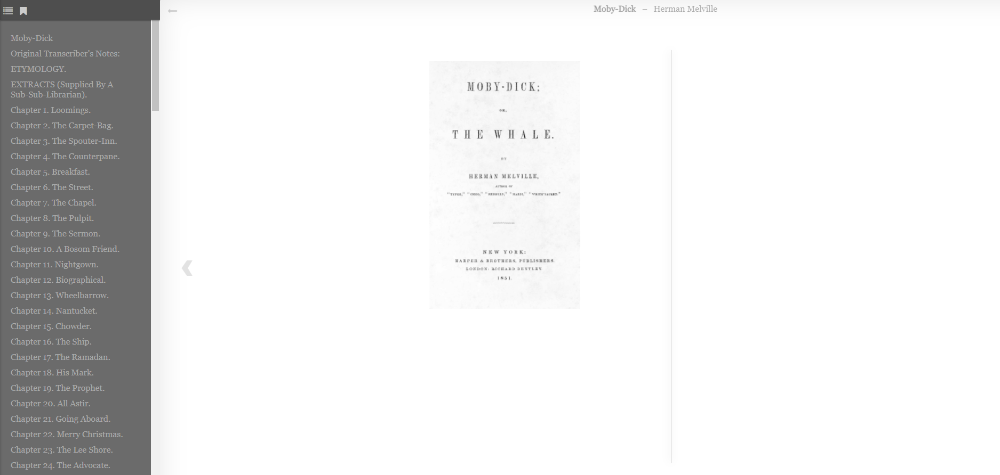 Moby-Dick – Herman Melville
Moby-Dick
Original Transcriber's Notes:
ETYMOLOGY.
EXTRACTS (Supplied By A
Sub-Sub-Librarian).
Chapter 1. Loomings.
Chapter 2. The Carpet-Bag.
Chapter 3. The Spouter-Inn.
Chapter 4. The Counterpane.
Chapter 5. Breakfast.
Chapter 6. The Street.
Chapter 7. The Chapel.
Chapter 8. The Pulpit.
Chapter 9. The Sermon.
Chapter 10. A Bosom Friend.
Chapter 11. Nightgown.
Chapter 12. Biographical.
Chapter 13. Wheelbarrow.
Chapter 14. Nantucket.
Chapter 15. Chowder.
Chapter 16. The Ship.
Chapter 17. The Ramadan.
Chapter 18. His Mark.
Chapter 19. The Prophet.
Chapter 20. All Astir.
Chapter 21. Going Aboard.
Chapter 22. Merry Christmas.
Chapter 23. The Lee Shore.
Chapter 24. The Advocate.
MOBY-DICK;
OR,
THE WHALE.
BY
HERMAN MELVILLE,
AUTHOR OF
"TYPEE," "OMOO," "REDBURN," "MARDI," "WHITE-JACKET."
NEW YORK:
HARPER & BROTHERS, PUBLISHERS.
LONDON: RICHARD BENTLEY.
1851.